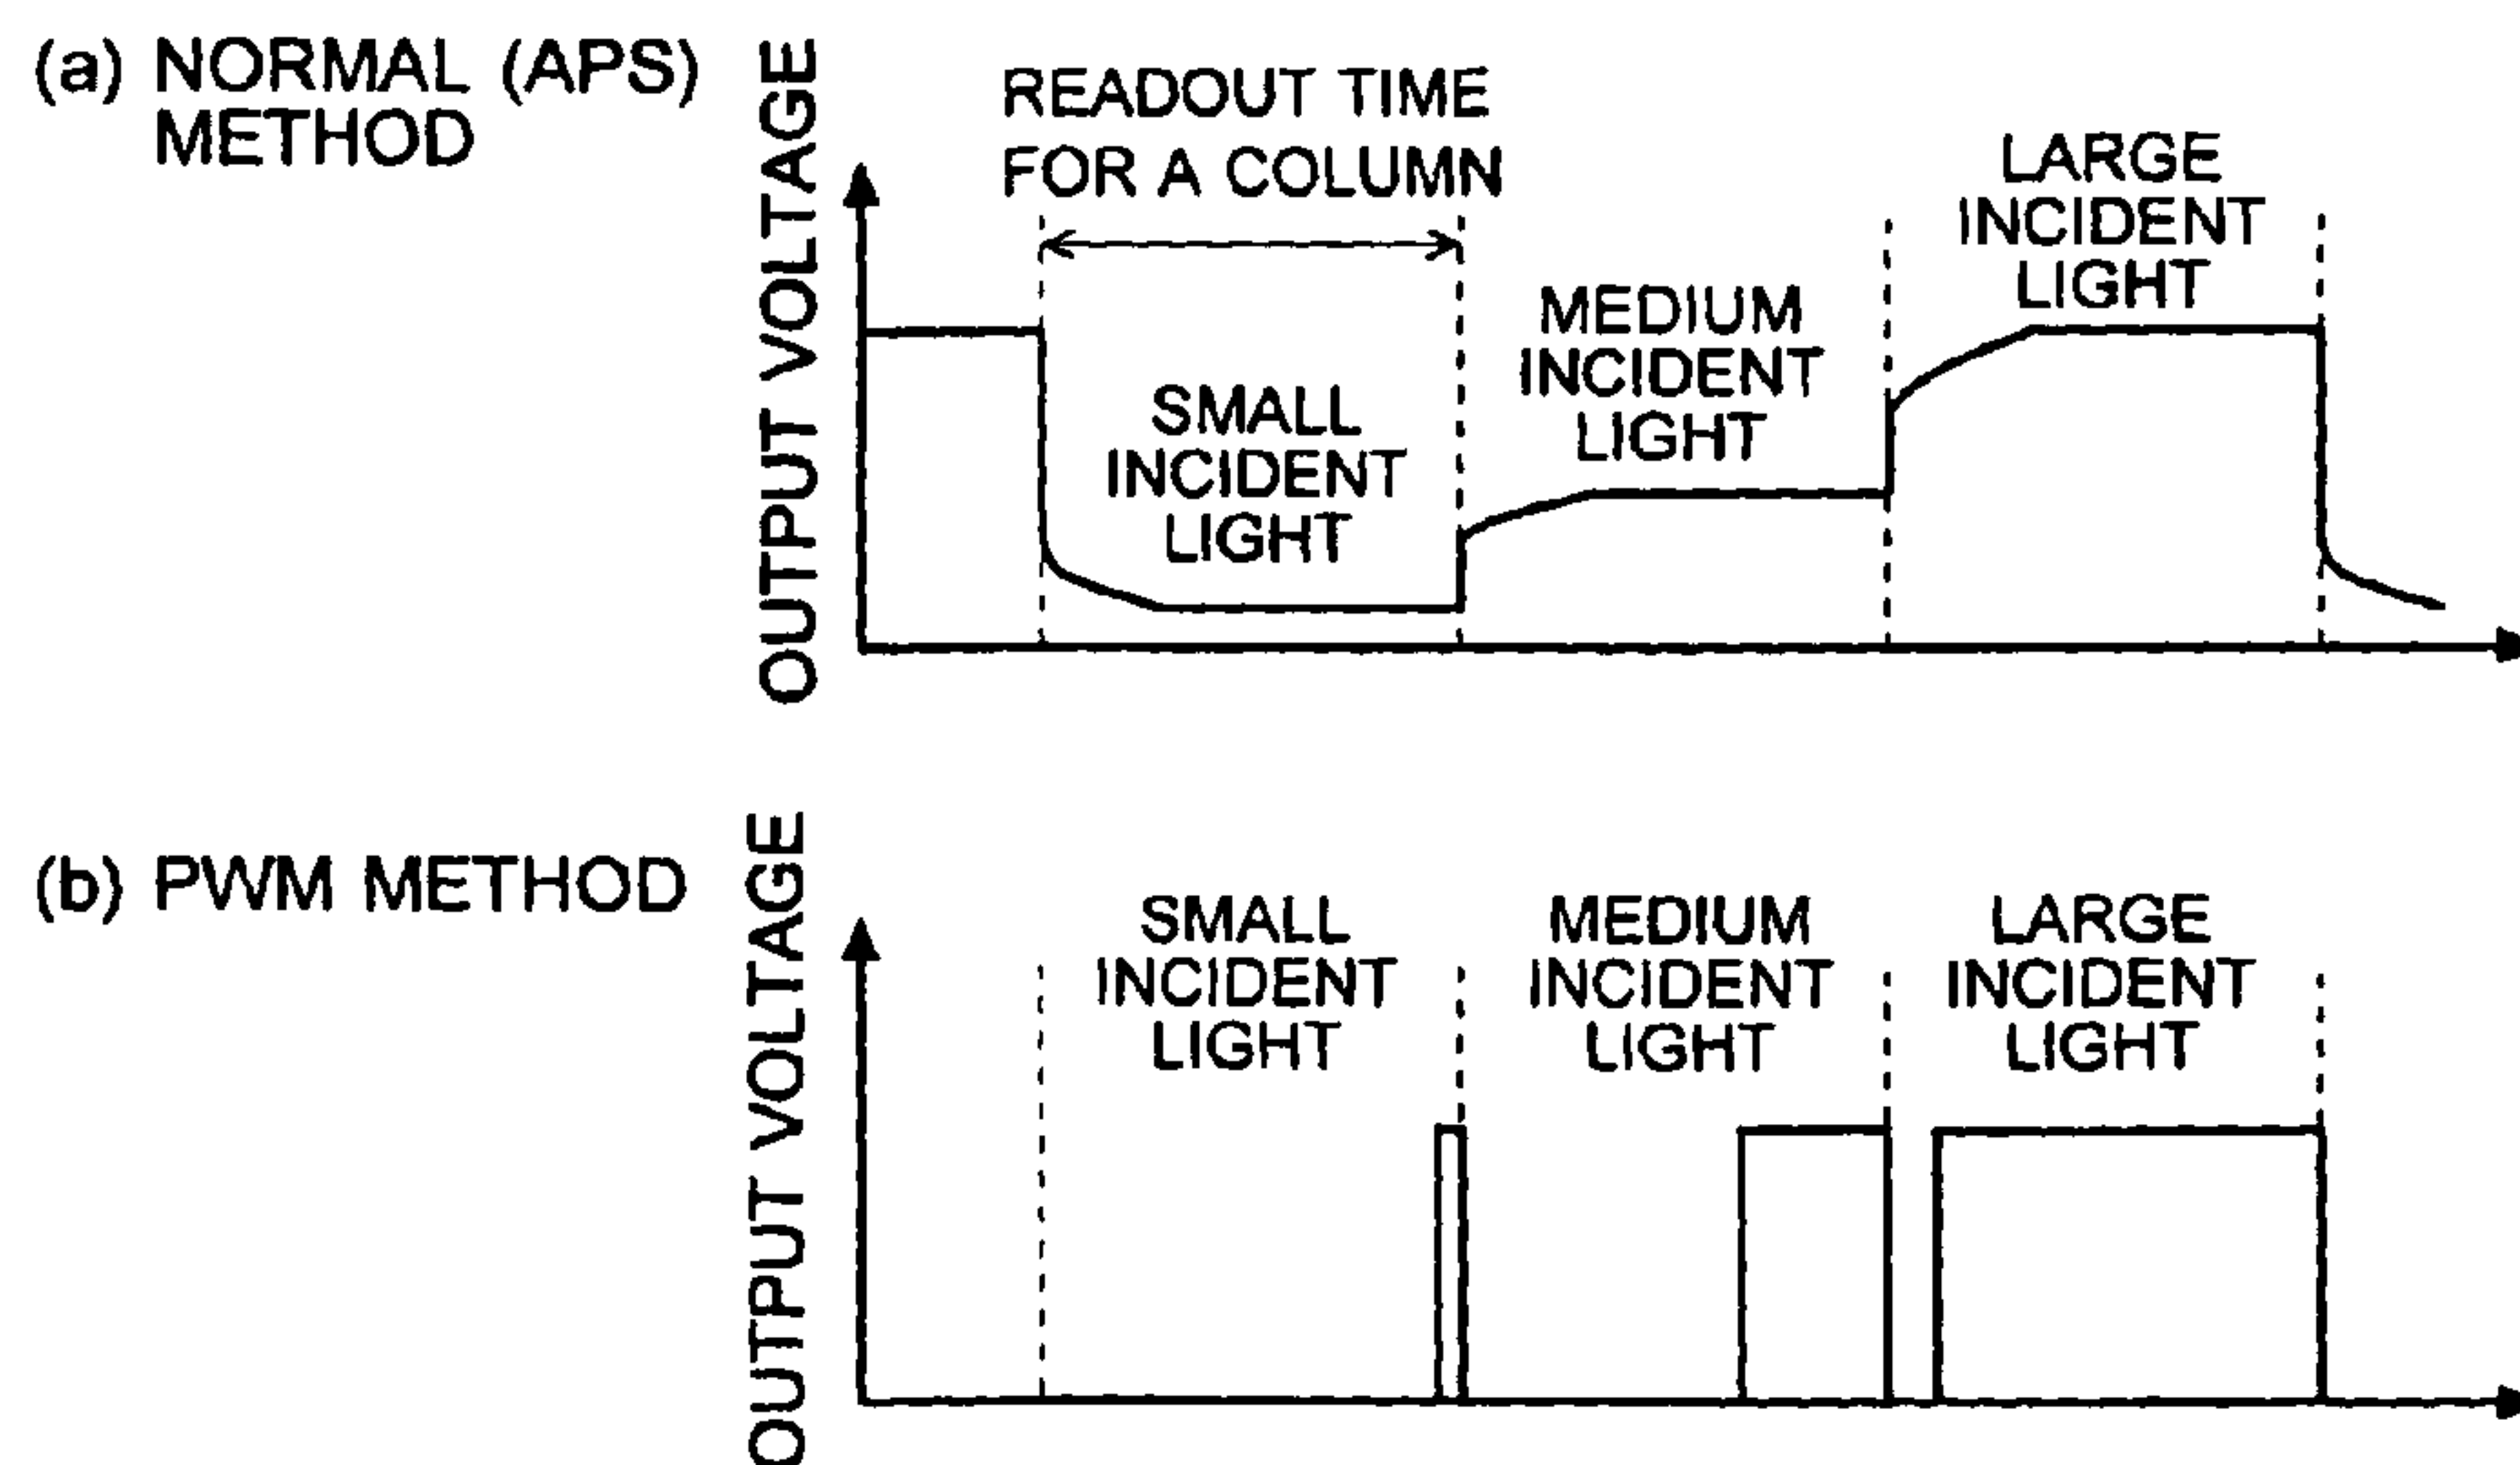 (a) NORMAL (APS)
METHOD
OUTPUT VOLTAGE
READOUT TIME
FOR A COLUMN
SMALL
INCIDENT
LIGHT
MEDIUM
INCIDENT
LIGHT
LARGE
INCIDENT
LIGHT
(b) PWM METHOD
OUTPUT VOLTAGE
SMALL
INCIDENT
LIGHT
MEDIUM
INCIDENT
LIGHT
LARGE
INCIDENT
LIGHT